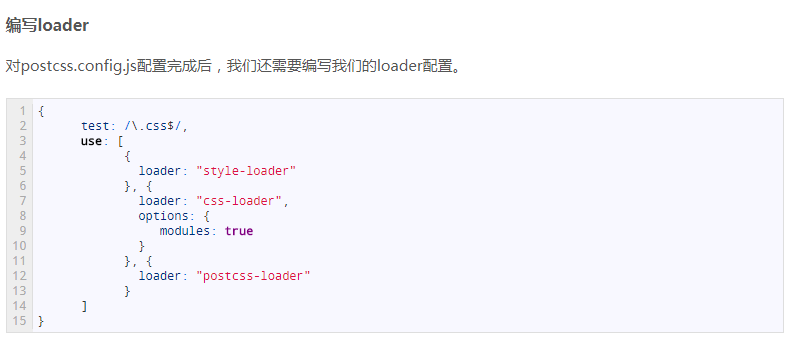 编写loader
对postcss.config.js配置完成后，我们还需要编写我们的loader配置。
1 {
2       test: /\.css$/,
3       use: [
4             {
5               loader: "style-loader"
6             }, {
7               loader: "css-loader",
8               options: {
9                  modules: true
10               }
11             }, {
12               loader: "postcss-loader"
13             }
14       ]
15 }